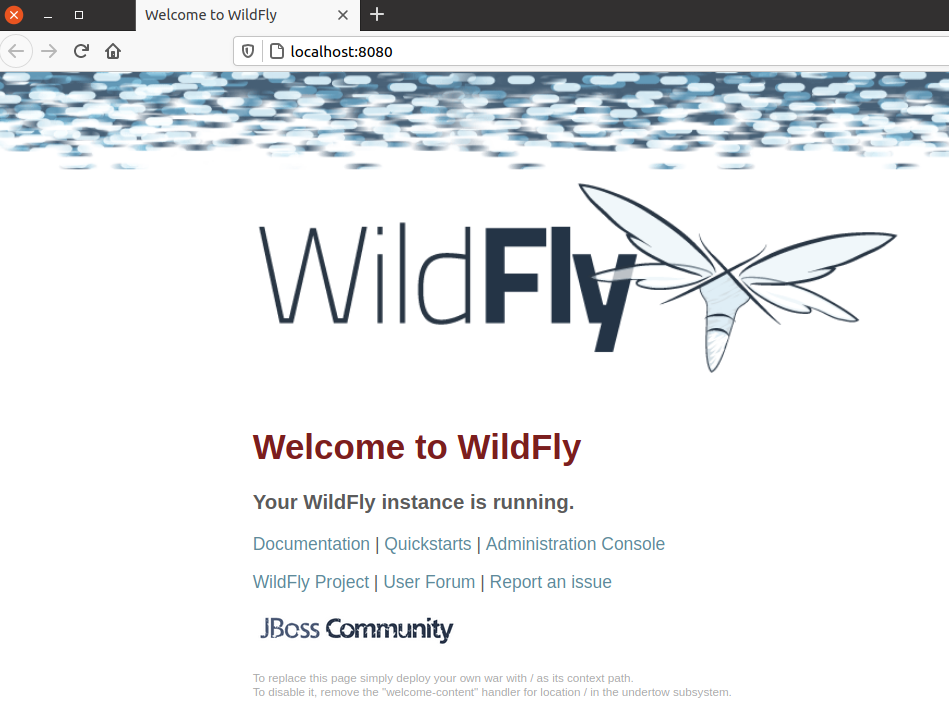 Welcome to WildFly
localhost:8080
WildFly
Welcome to WildFly
Your WildFly instance is running.
Documentation | Quickstarts | Administration Console
WildFly Project | User Forum | Report an issue
JBoss Community
To replace this page simply deploy your own war with / as its context path.
To disable it, remove the "welcome-content" handler for location / in the undertow subsystem.